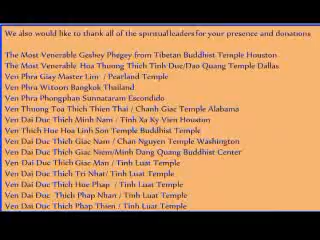 We also would like to thank all of the spiritual leaders for your presence and donations
The Most Venerable Geshey Phegey from Tibetan Buddhist Temple Houston
The Most Venerable Hoa Thuong Thich Tinh Duc/Dao Quang Temple Dallas
Ven Phra Giay Master Lim / Pearland Temple
Ven Phra Witoon Bangkok Thailand
Ven Phra Phongphan Sunnataram Escondido
Ven Thuong Toa Thich Thien Thai / Chanh Giac Temple Alabama
Ven Dai Duc Thich Minh Nam / Tinh Xa Ky Vien Houston
Ven Thich Hue Hoa Linh Son Temple Buddhist Temple
Ven Dai Duc Thich Giac Nam / Chan Nguyen Temple Washington
Ven Dai Duc Thich Giac Niem/Minh Dang Quang Buddhist Center
Ven Dai Duc Thich Giac Man / Tinh Luat Temple
Ven Dai Duc Thich Tri Nhat/ Tinh Luat Temple
Ven Dai Duc Thich Hue Phap / Tinh Luat Temple
Ven Dai Duc Thich Phap Nhan / Tinh Luat Temple
Ven Dai Duc Thich Phap Thien / Tinh Luat Temple